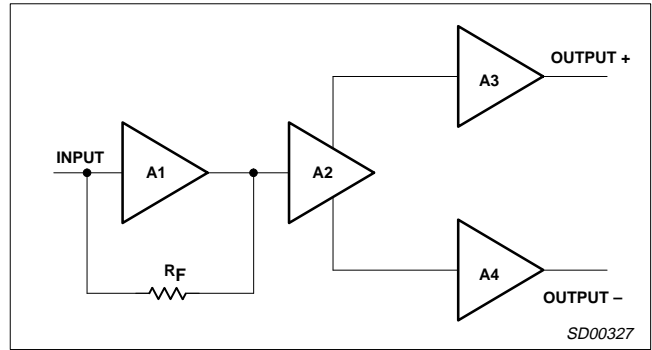 OUTPUT +
A3
INPUT
A1
A2
RF
A4
OUTPUT –
SD00327